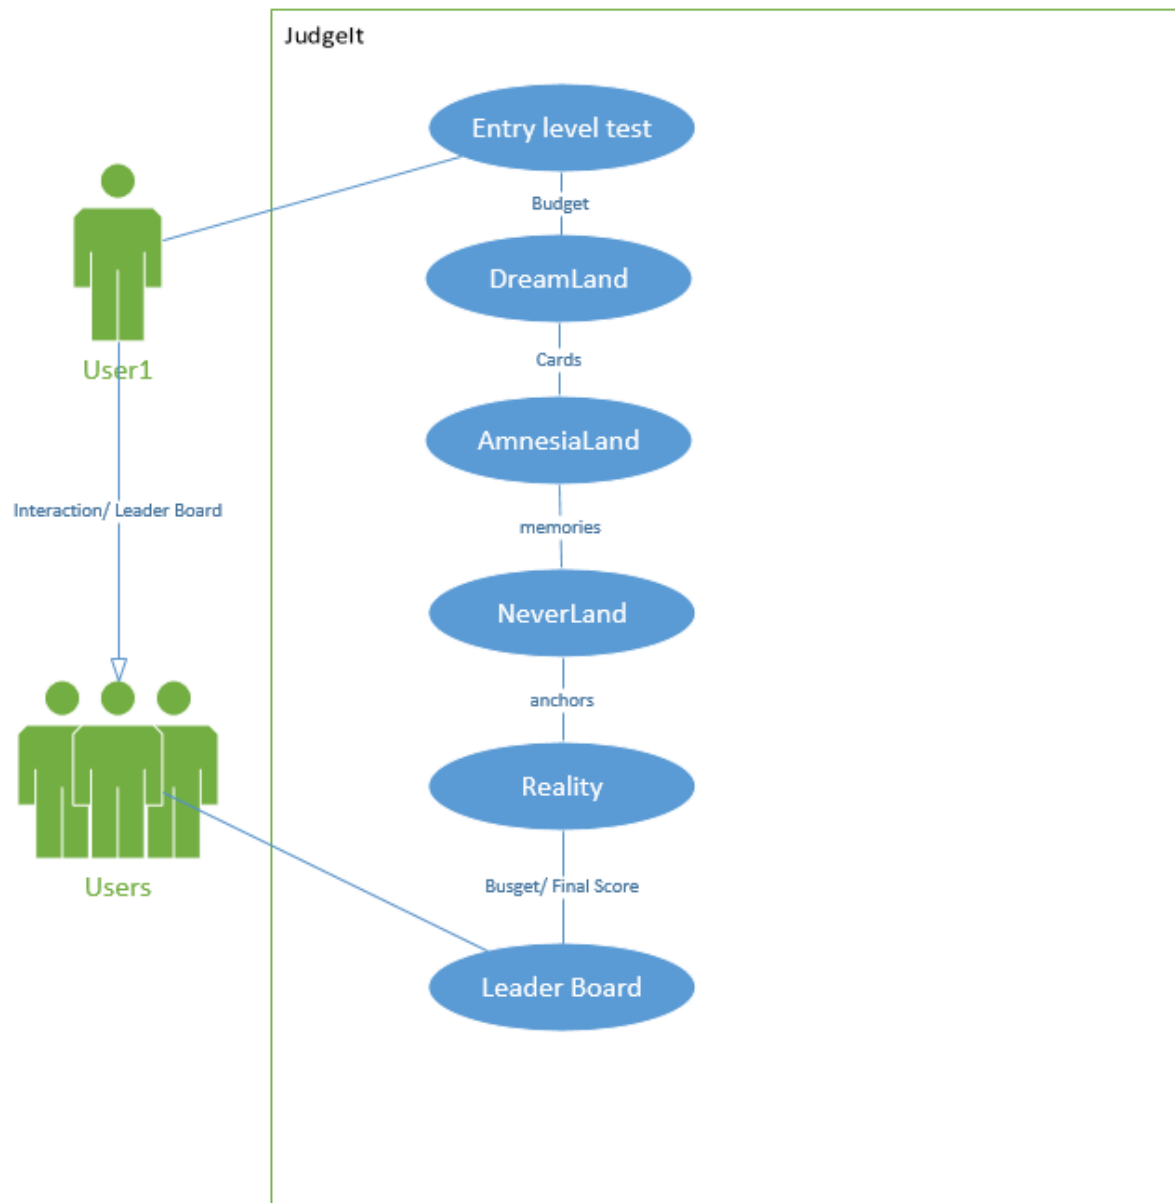 JudgeIt
Entry level test
Budget
DreamLand
User1
Cards
AmnesiaLand
Interaction/ Leader Board
memories
NeverLand
anchors
Reality
Users
Busget/ Final Score
Leader Board